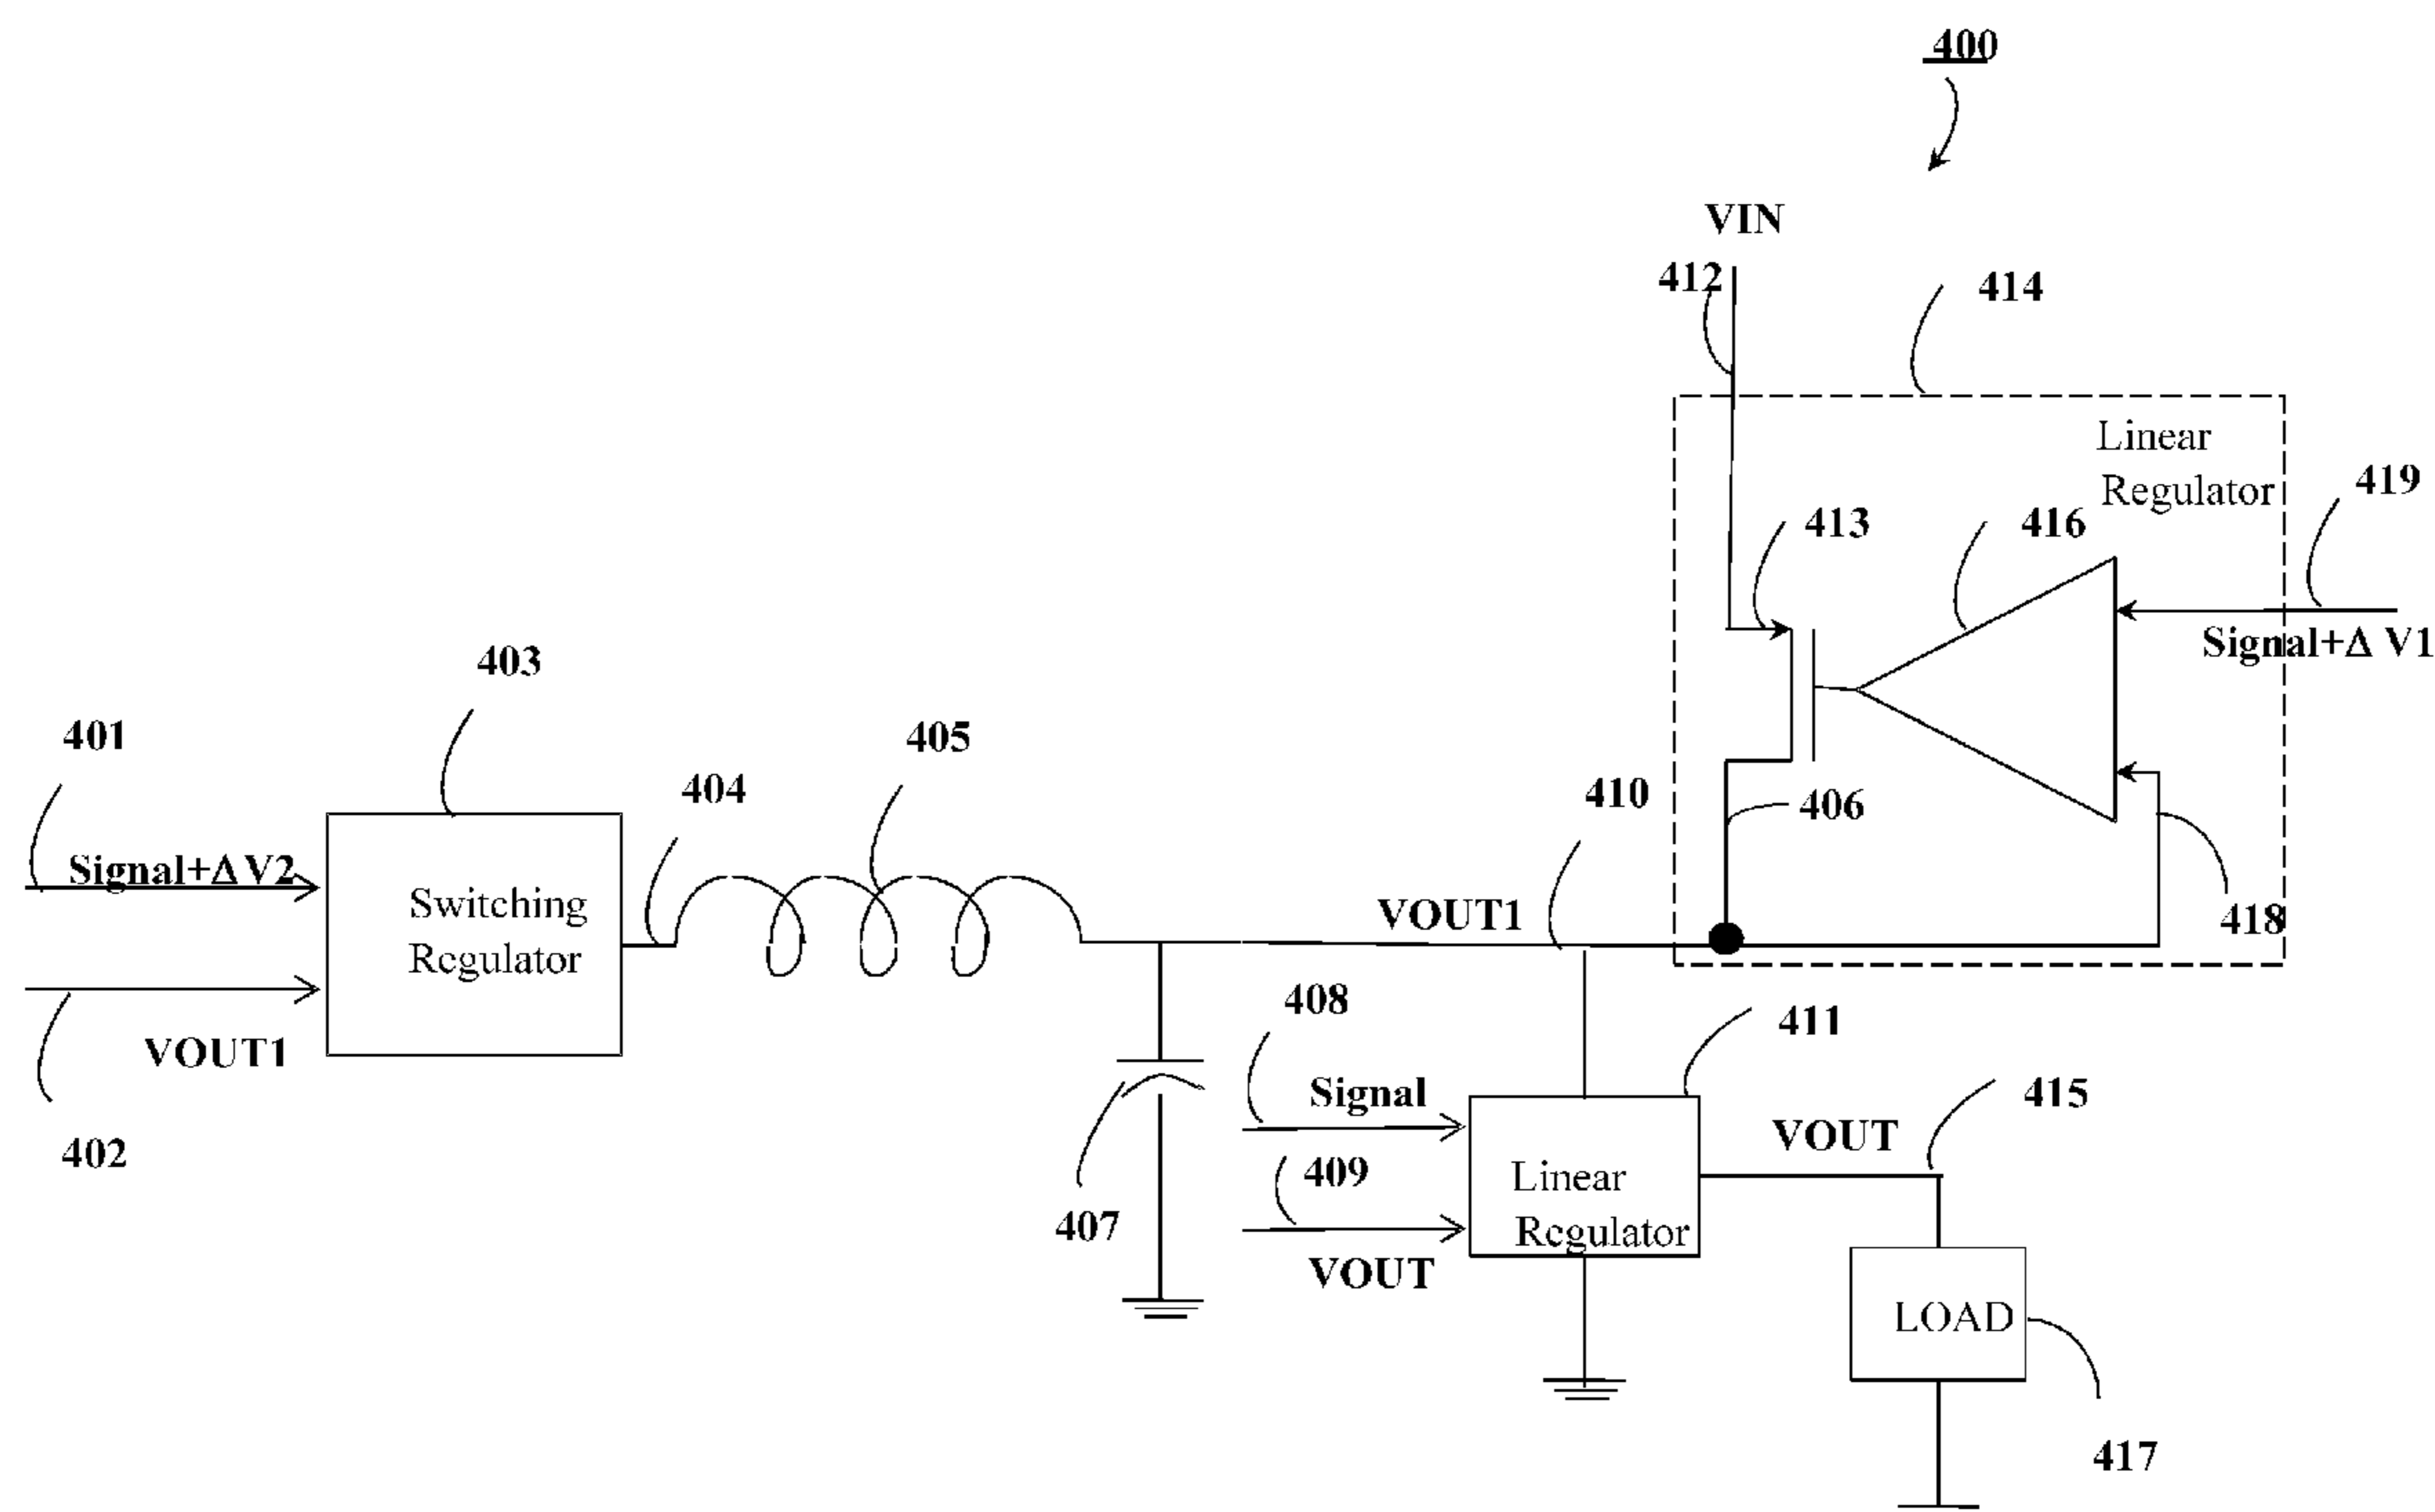 400
VIN
412
414
Linear
Regulator
419
413
416
Signal+Δ V1
403
401
405
404
410
406
Signal+Δ V2
Switching
Regulator
VOUT1
418
408
411
402
VOUT1
Signal
415
409
VOUT
407
Linear
Regulator
VOUT
LOAD
417